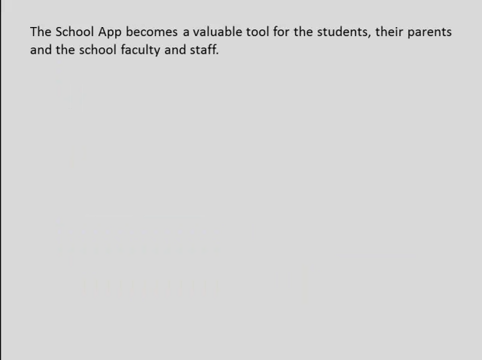 The School App becomes a valuable tool for the students, their parents
and the school faculty and staff.